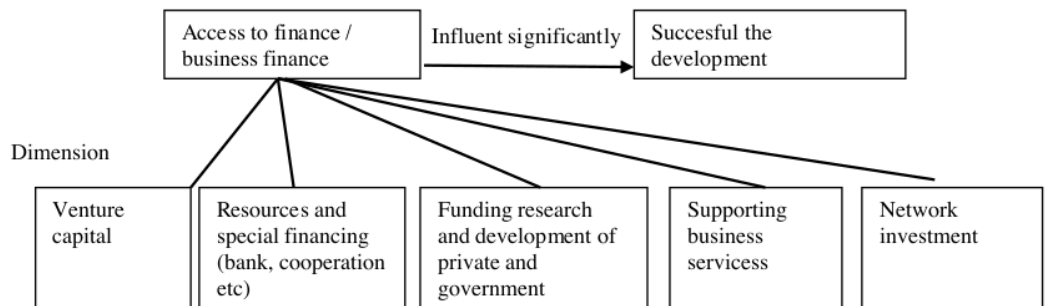 Access to finance /
business finance
Influent significantly
Succesful the
development
Dimension
Venture
capital
Resources and
special financing
(bank, cooperation
etc)
Funding research
and development of
private and
government
Supporting
business
servicess
Network
investment